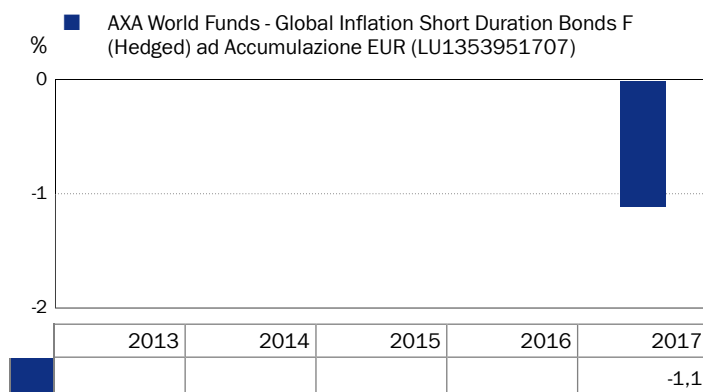 AXA World Funds - Global Inflation Short Duration Bonds F
(Hedged) ad Accumulazione EUR (LU1353951707)
%
0
-1
-2
2013 2014 2015 2016 2017
-1,1